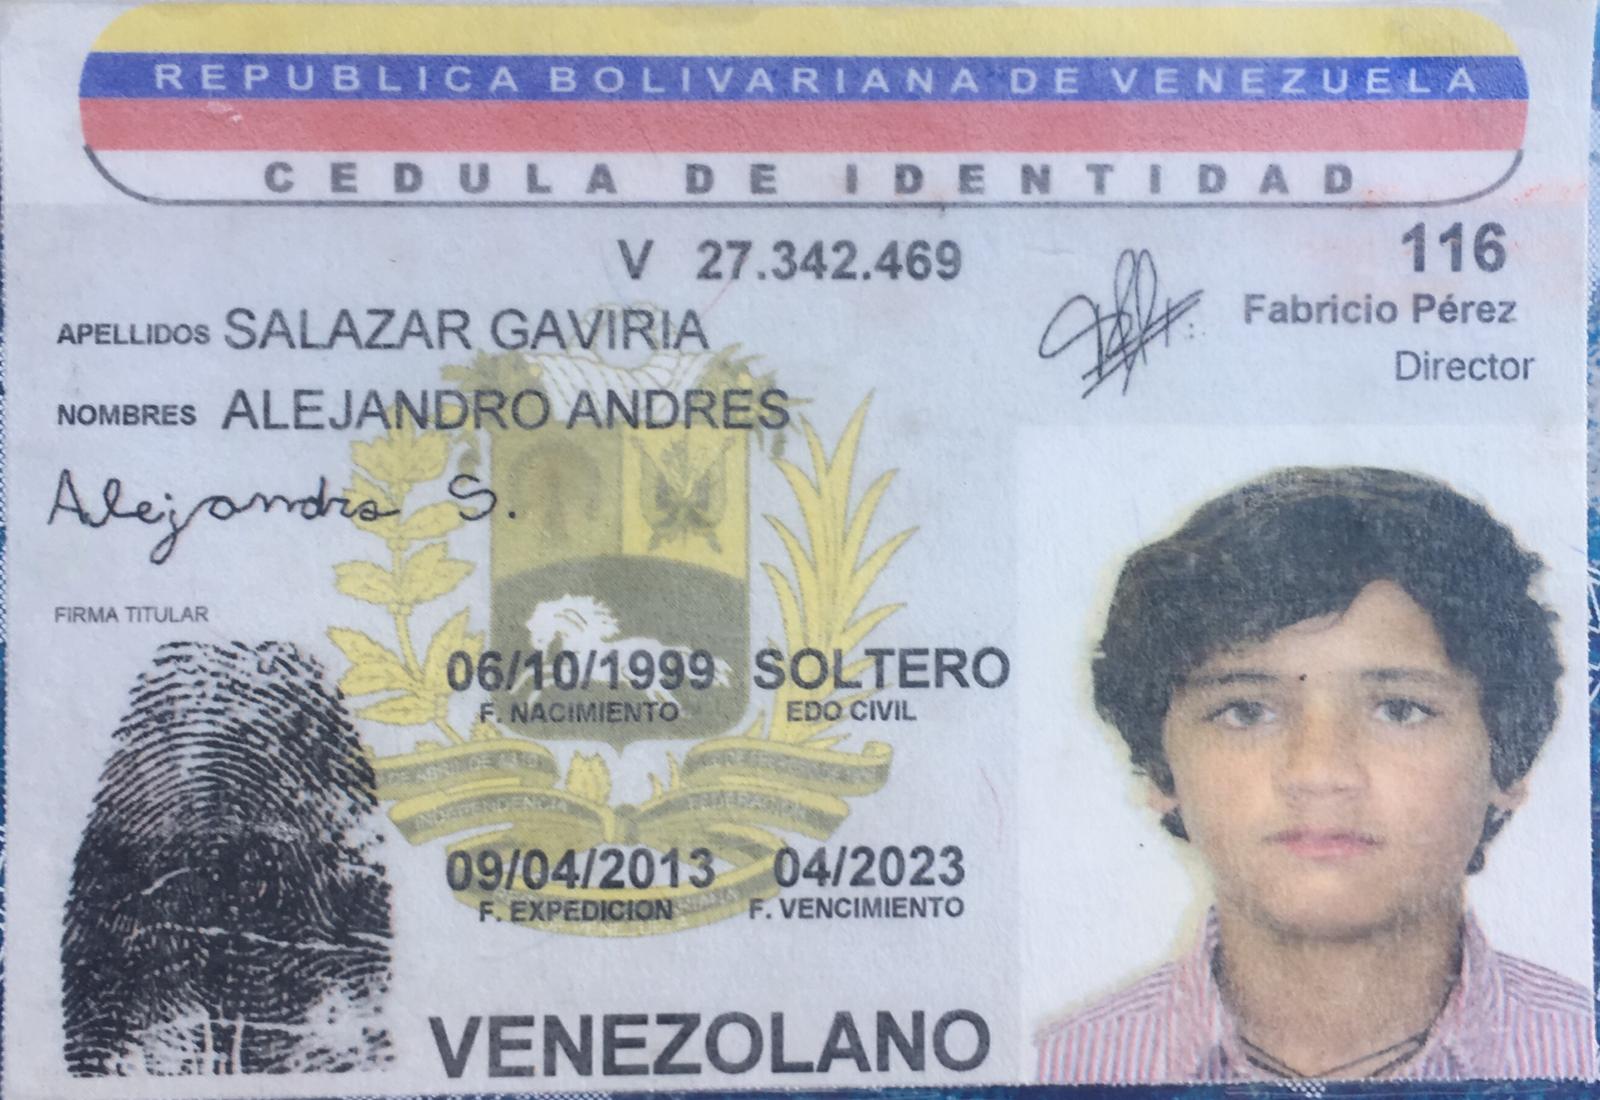 REPUBLICA BOLIVARIANA DE VENEZUELA
CEDULA DE IDENTIDAD
V 27.342.469
116
Fabricio Pérez
Director
APELLIDOS SALAZAR GAVIRIA
NOMBRES ALEJANDRO ANDRES
Alejandro S.
FIRMA TITULAR
06/10/1999 SOLTERO
F. NACIMIENTO EDO CIVIL
INDEPENDENCIA FEDERACION
09/04/2013 04/2023
F. EXPEDICION F. VENCIMIENTO
VENEZOLANO